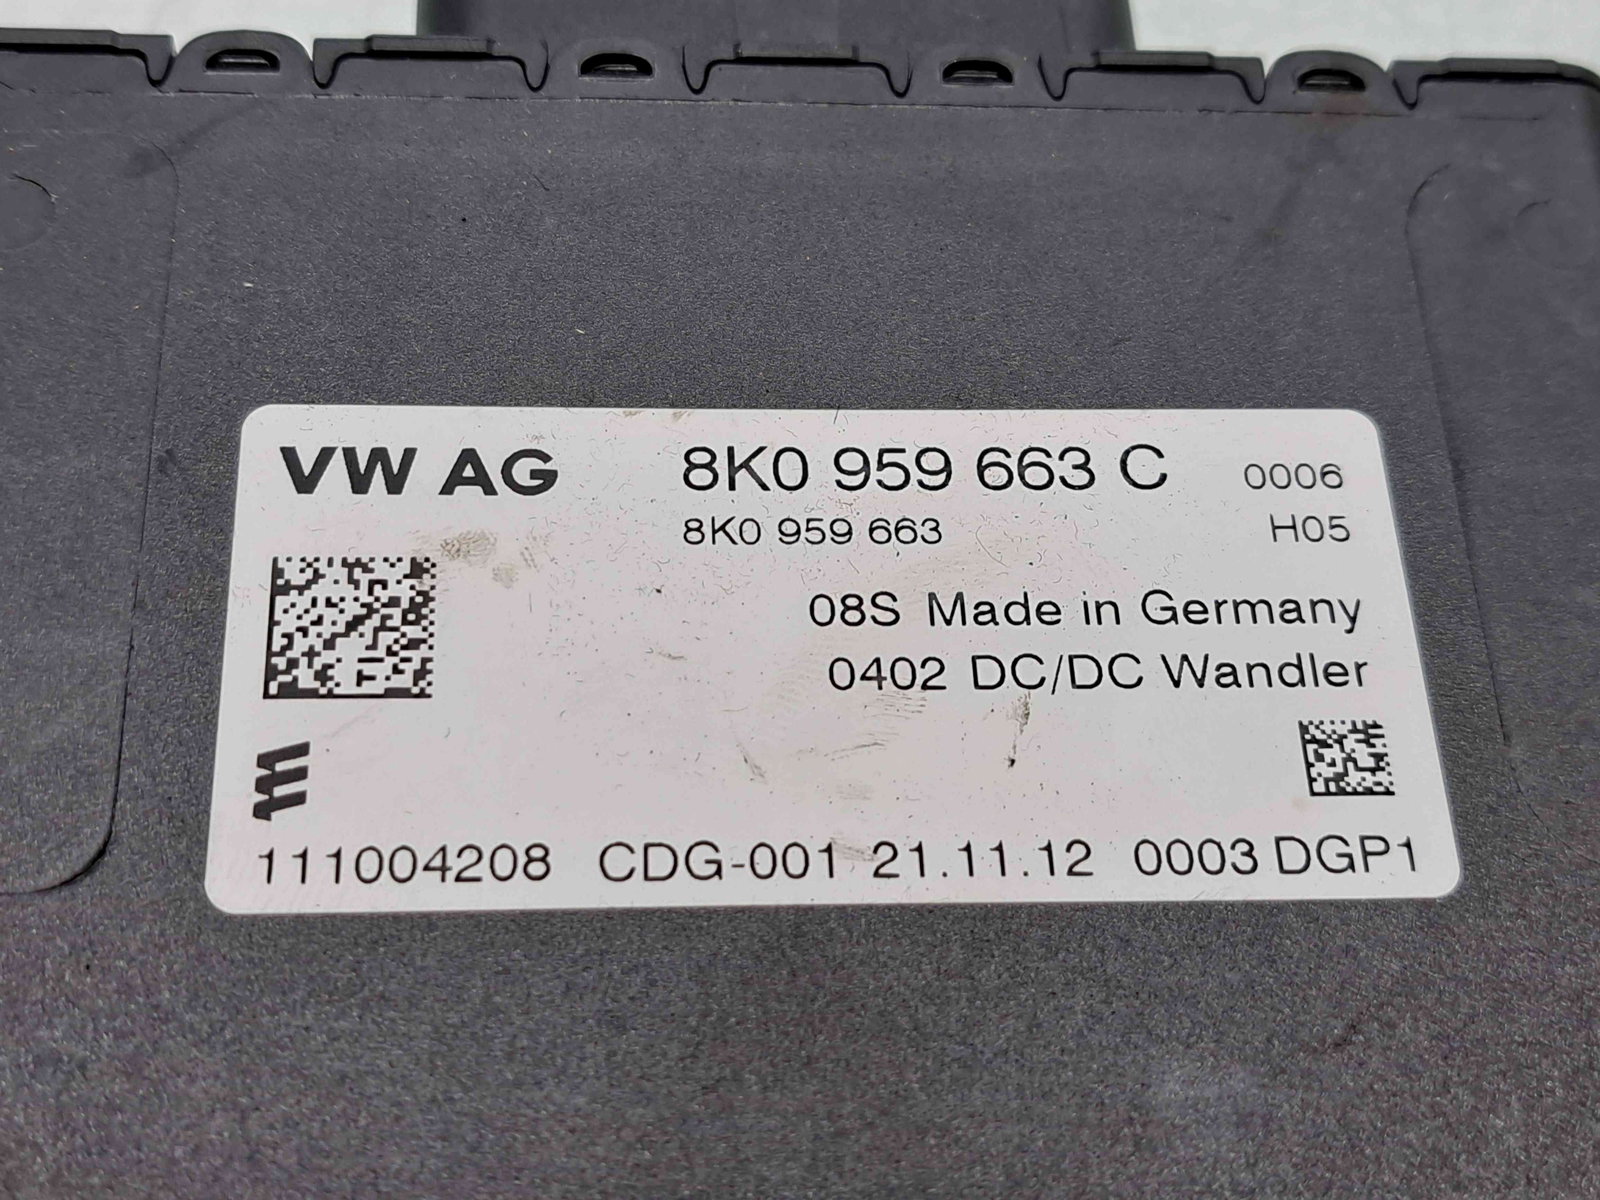 VW AG 8K0 959 663 C 0006
8K0 959 663 H05
08S Made in Germany
0402 DC/DC Wandler
111004208 CDG-001 21.11.12 0003 DGP1